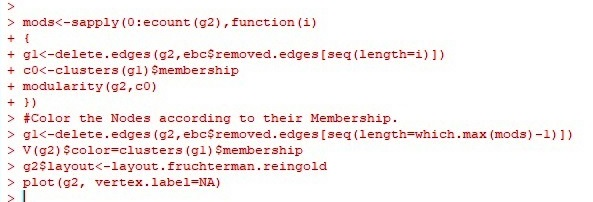 >
> mods<-sapply(0:ecount(g2),function(i)
+ {
+ g1<-delete.edges(g2,ebc$removed.edges[seq(length=i)])
+ c0<-clusters(g1)$membership
+ modularity(g2,c0)
+ })
> #Color the Nodes according to their Membership.
> g1<-delete.edges(g2,ebc$removed.edges[seq(length=which.max(mods)-1)])
> V(g2)$color=clusters(g1)$membership
> g2$layout<-layout.fruchterman.reingold
> plot(g2, vertex.label=NA)
>